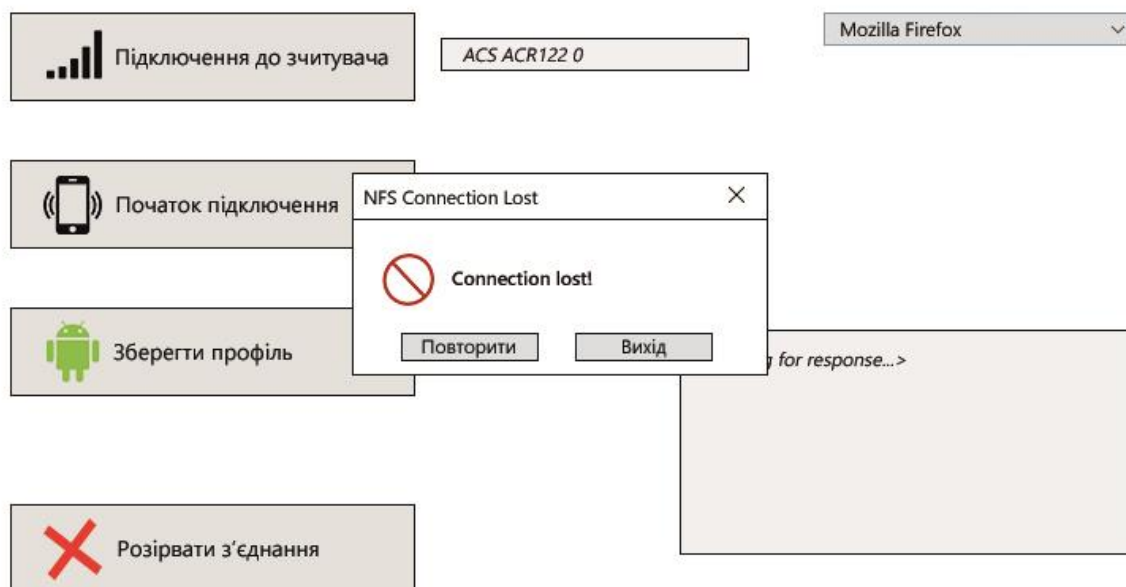 Підключення до зчитувача
ACS ACR122 0
Mozilla Firefox
Початок підключення
NFS Connection Lost
Connection lost!
Повторити
Вихід
Зберегти профіль
for response...>
Розірвати з’єднання